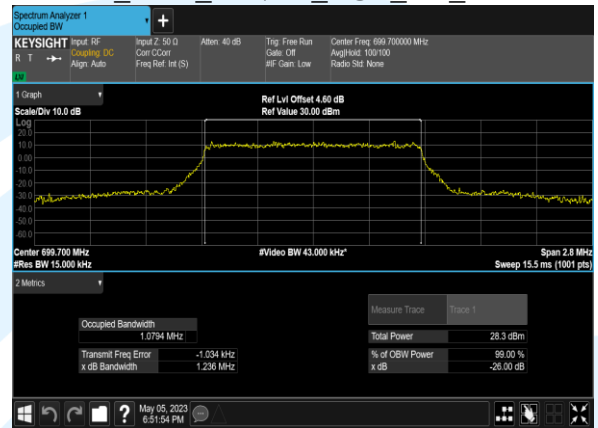 Spectrum Analyzer 1
Occupied BW
+
KEYSIGHT Input: RF Input Z: 50 Ω Atten: 40 dB Trig: Free Run Center Freq: 699.700000 MHz
R T Coupling: DC Corr CCorr Gate: Off Avg|Hold: 100/100
Align: Auto Freq Ref: Int (S) #IF Gain: Low Radio Std: None
LV
1 Graph
Ref Lvl Offset 4.60 dB
Scale/Div 10.0 dB Ref Value 30.00 dBm
Log
20.0
10.0
0.00
-10.0
-20.0
-30.0
-40.0
-50.0
-60.0
Center 699.700 MHz #Video BW 43.000 kHz* Span 2.8 MHz
#Res BW 15.000 kHz Sweep 15.5 ms (1001 pts)
2 Metrics
Measure Trace Trace 1
Occupied Bandwidth
1.0794 MHz Total Power 28.3 dBm
Transmit Freq Error -1.034 kHz % of OBW Power 99.00 %
x dB Bandwidth 1.236 MHz x dB -26.00 dB
? May 05, 2023
6:51:54 PM